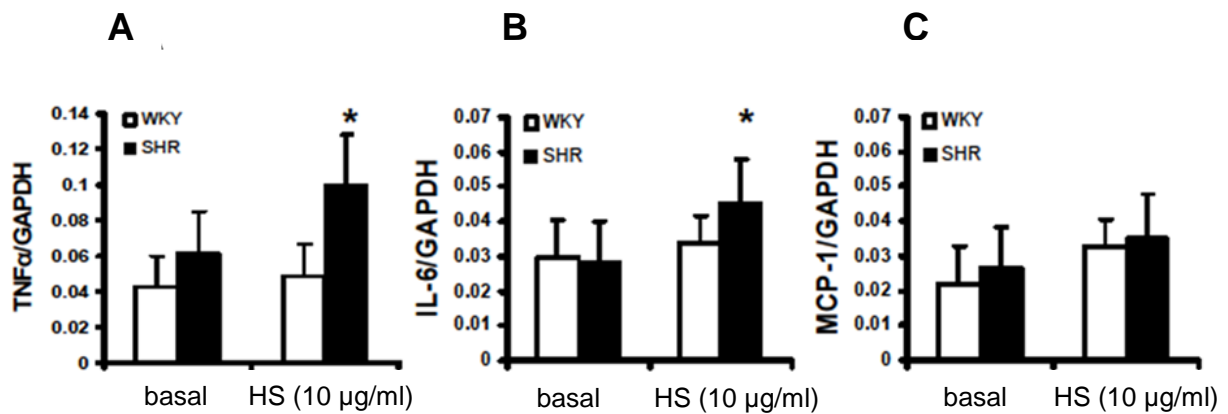 A
B
C
TNFα/GAPDH
0.14
0.12
0.1
0.08
0.06
0.04
0.02
0
WKY
SHR
*
basal
HS (10 µg/ml)
IL-6/GAPDH
0.07
0.06
0.05
0.04
0.03
0.02
0.01
0
WKY
SHR
*
basal
HS (10 µg/ml)
MCP-1/GAPDH
0.07
0.06
0.05
0.04
0.03
0.02
0.01
0
WKY
SHR
basal
HS (10 µg/ml)